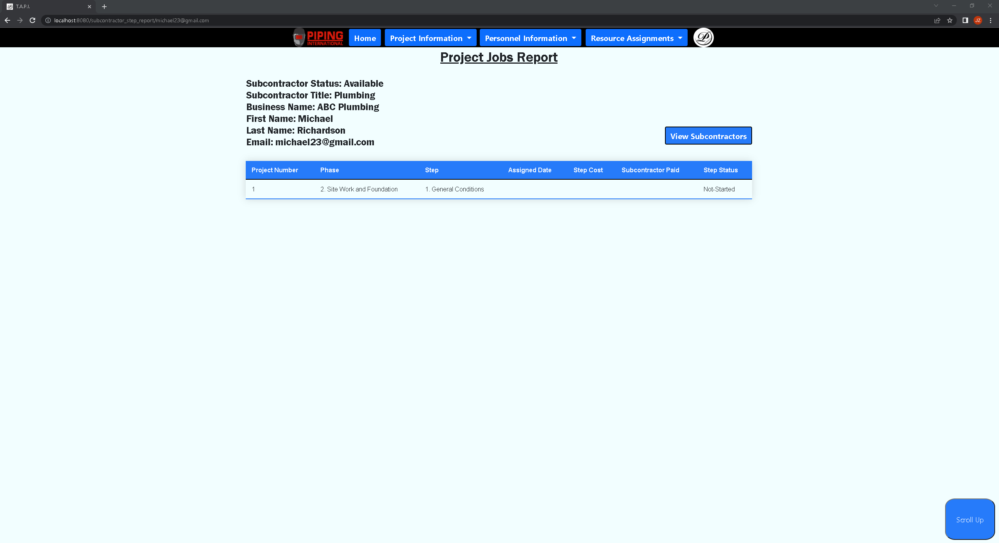 T.A.P.I.
localhost:8080/subcontractor_step_report/michael23@gmail.com
JZ
PIPING
INTERNATIONAL
Home
Project Information
Personnel Information
Resource Assignments
Project Jobs Report
Subcontractor Status: Available
Subcontractor Title: Plumbing
Business Name: ABC Plumbing
First Name: Michael
Last Name: Richardson
Email: michael23@gmail.com
View Subcontractors
Project Number Phase Step Assigned Date Step Cost Subcontractor Paid Step Status
1 2. Site Work and Foundation 1. General Conditions Not-Started
Scroll Up